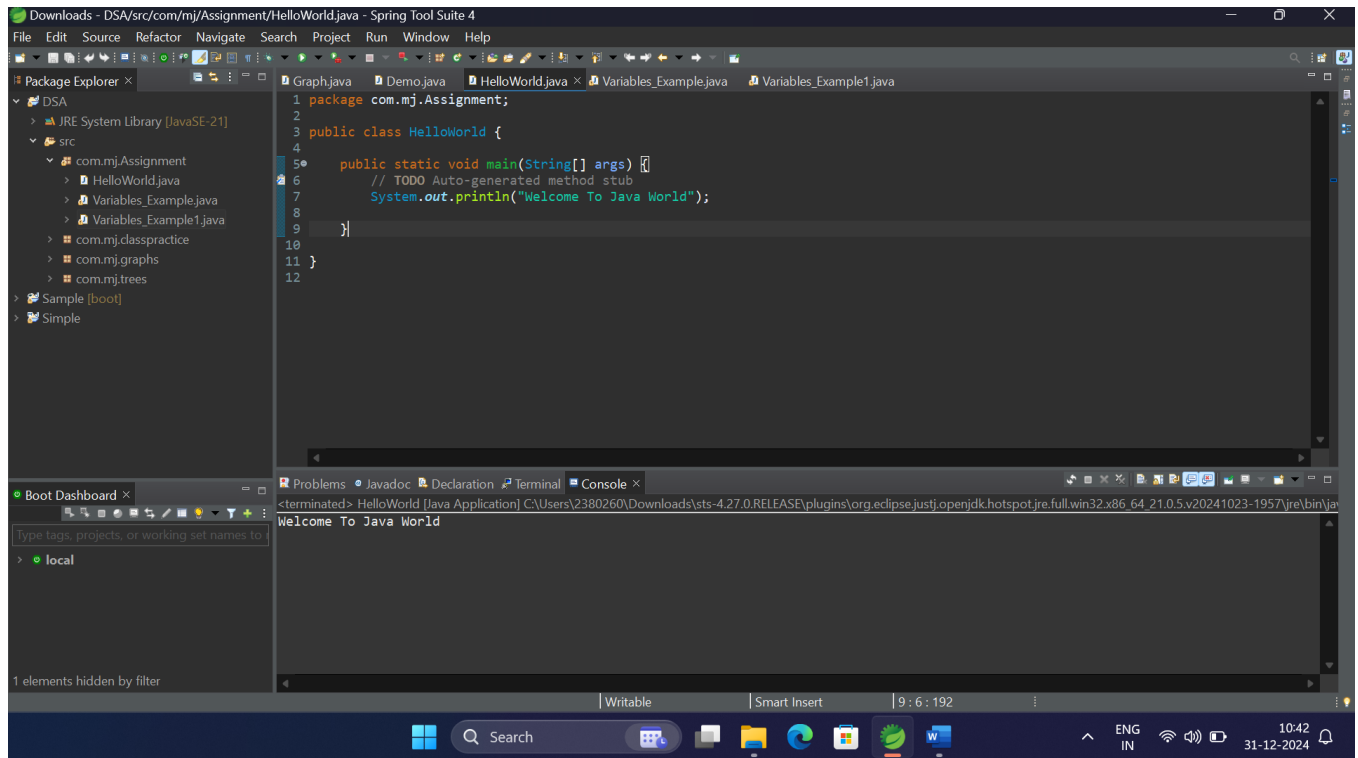 Downloads - DSA/src/com/mj/Assignment/HelloWorld.java - Spring Tool Suite 4
File Edit Source Refactor Navigate Search Project Run Window Help
Package Explorer
Graph.java Demo.java HelloWorld.java Variables_Example.java Variables_Example1.java
DSA
JRE System Library [JavaSE-21]
src
com.mj.Assignment
HelloWorld.java
Variables_Example.java
Variables_Example1.java
com.mj.classpractice
com.mj.graphs
com.mj.trees
Sample [boot]
Simple
1 package com.mj.Assignment;
2
3 public class HelloWorld {
4
5 public static void main(String[] args) {
6 // TODO Auto-generated method stub
7 System.out.println("Welcome To Java World");
8
9 }
10
11 }
12
Boot Dashboard
Type tags, projects, or working set names to
local
1 elements hidden by filter
Problems Javadoc Declaration Terminal Console
<terminated> HelloWorld [Java Application] C:\Users\2380260\Downloads\sts-4.27.0.RELEASE\plugins\org.eclipse.justj.openjdk.hotspot.jre.full.win32.x86_64_21.0.5.v20241023-1957\jre\bin\ja
Welcome To Java World
Writable Smart Insert 9 : 6 : 192
Search
W
ENG
IN
10:42
31-12-2024